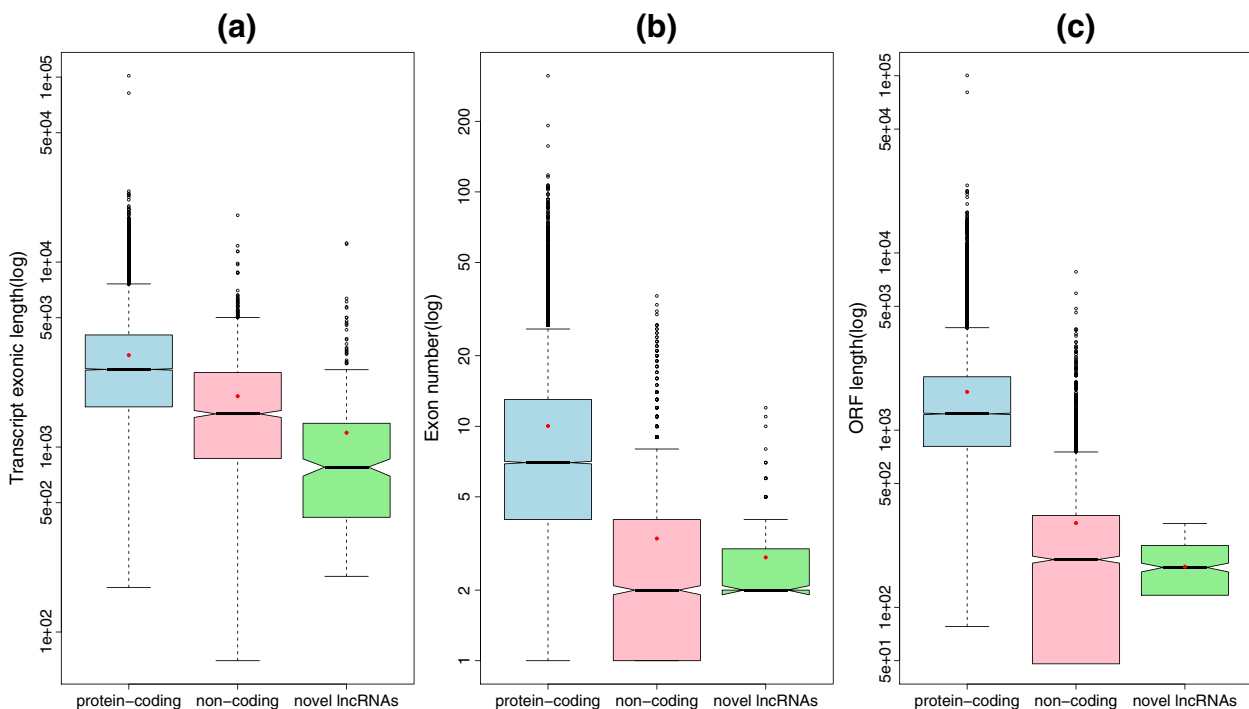 (a)
Transcript exonic length(log)
1e+05
5e+04
1e+04
5e+03
1e+03
5e+02
1e+02
protein−coding
non−coding
novel lncRNAs
(b)
Exon number(log)
200
100
50
20
10
5
2
1
protein−coding
non−coding
novel lncRNAs
(c)
ORF length(log)
1e+05
5e+04
1e+04
5e+03
1e+03
5e+02
1e+02
5e+01
protein−coding
non−coding
novel lncRNAs